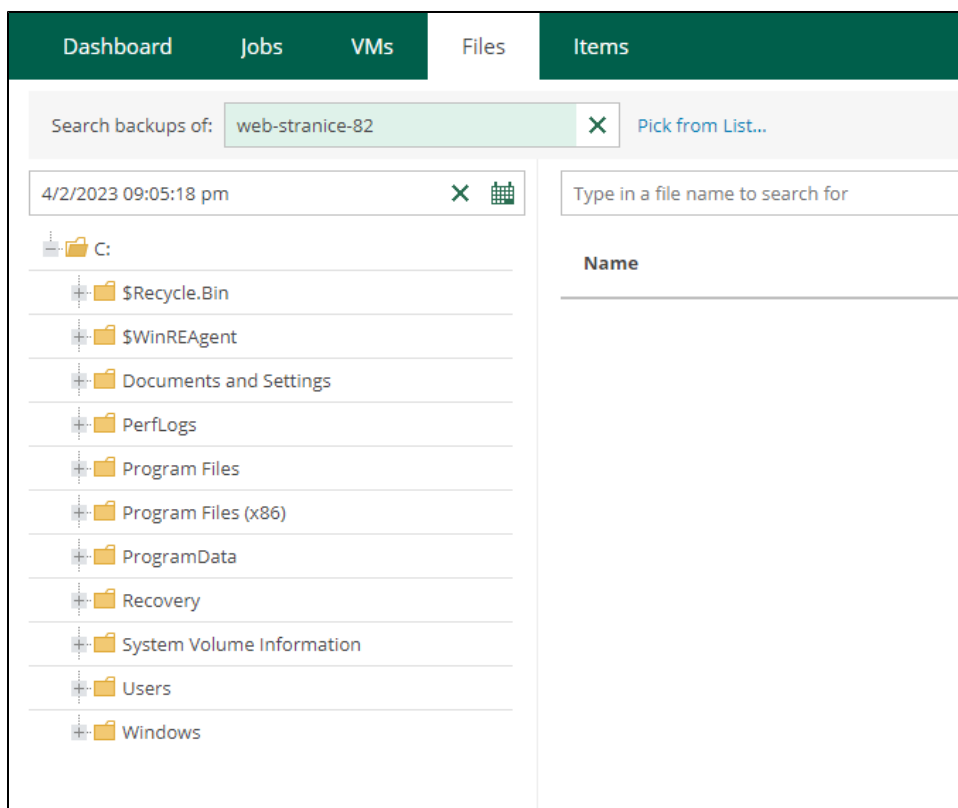 Dashboard Jobs VMs Files Items
Search backups of: web-stranice-82 Pick from List...
4/2/2023 09:05:18 pm
Type in a file name to search for
C:
Name
$Recycle.Bin
$WinREAgent
Documents and Settings
PerfLogs
Program Files
Program Files (x86)
ProgramData
Recovery
System Volume Information
Users
Windows